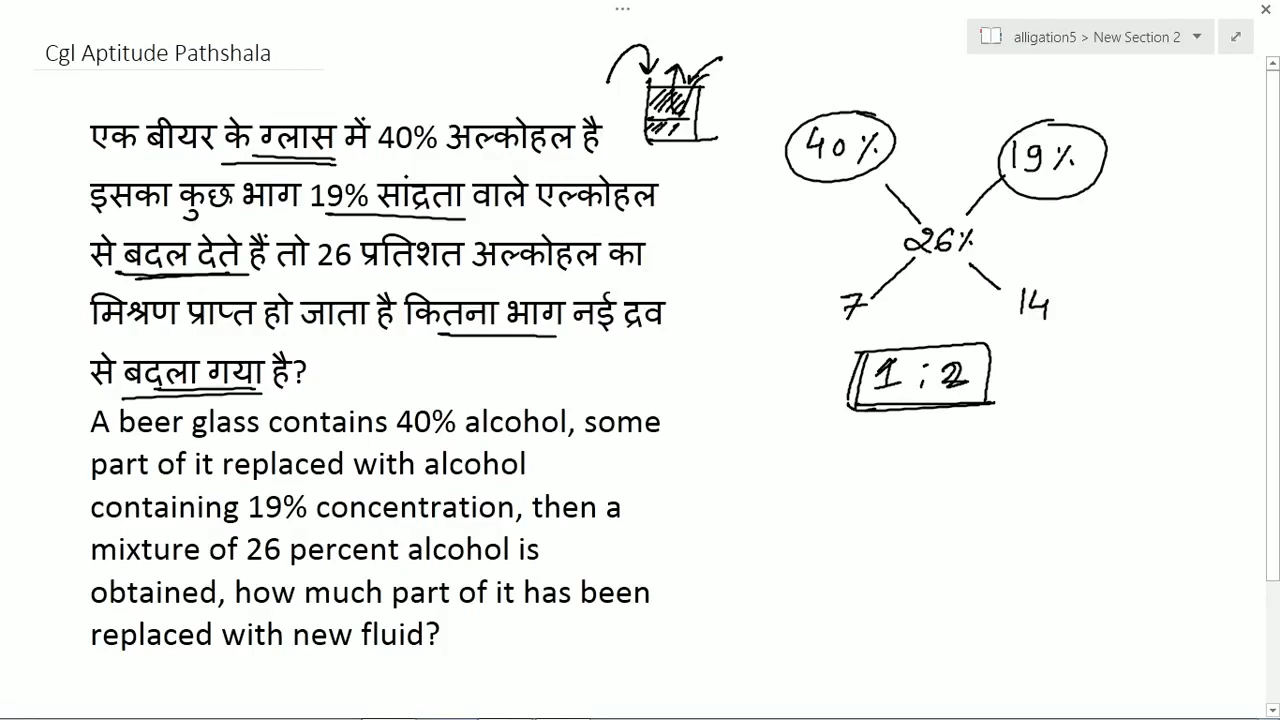 ...
alligation5 > New Section 2
Cgl Aptitude Pathshala
एक बीयर के ग्लास में 40% अल्कोहल है
इसका कुछ भाग 19% सांद्रता वाले एल्कोहल
से बदल देते हैं तो 26 प्रतिशत अल्कोहल का
मिश्रण प्राप्त हो जाता है कितना भाग नई द्रव
से बदला गया है?
A beer glass contains 40% alcohol, some
part of it replaced with alcohol
containing 19% concentration, then a
mixture of 26 percent alcohol is
obtained, how much part of it has been
replaced with new fluid?
40% 19%
26%
7 14
1 : 2